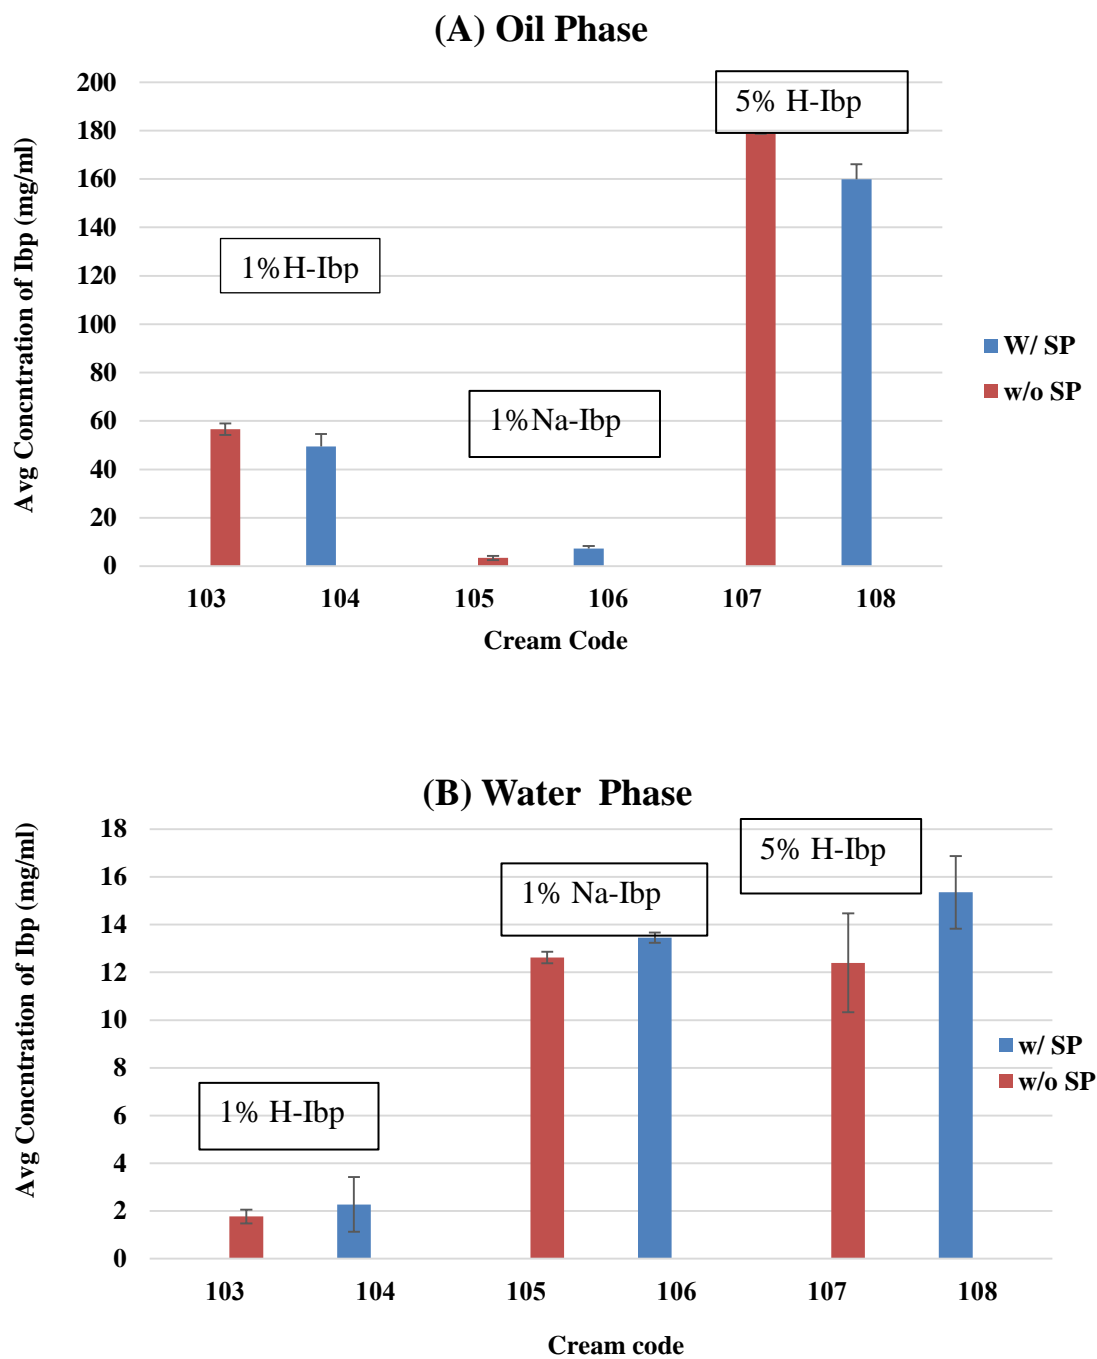 (A) Oil Phase
Avg Concntration of Ibp (mg/ml)
200
180
160
140
120
100
80
60
40
20
0
5% H-Ibp
1%H-Ibp
1%Na-Ibp
W/ SP
w/o SP
103 104 105 106 107 108
Cream Code
(B) Water Phase
Avg Concntration of Ibp (mg/ml)
18
16
14
12
10
8
6
4
2
0
5% H-Ibp
1% Na-Ibp
1% H-Ibp
w/ SP
w/o SP
103 104 105 106 107 108
Cream code